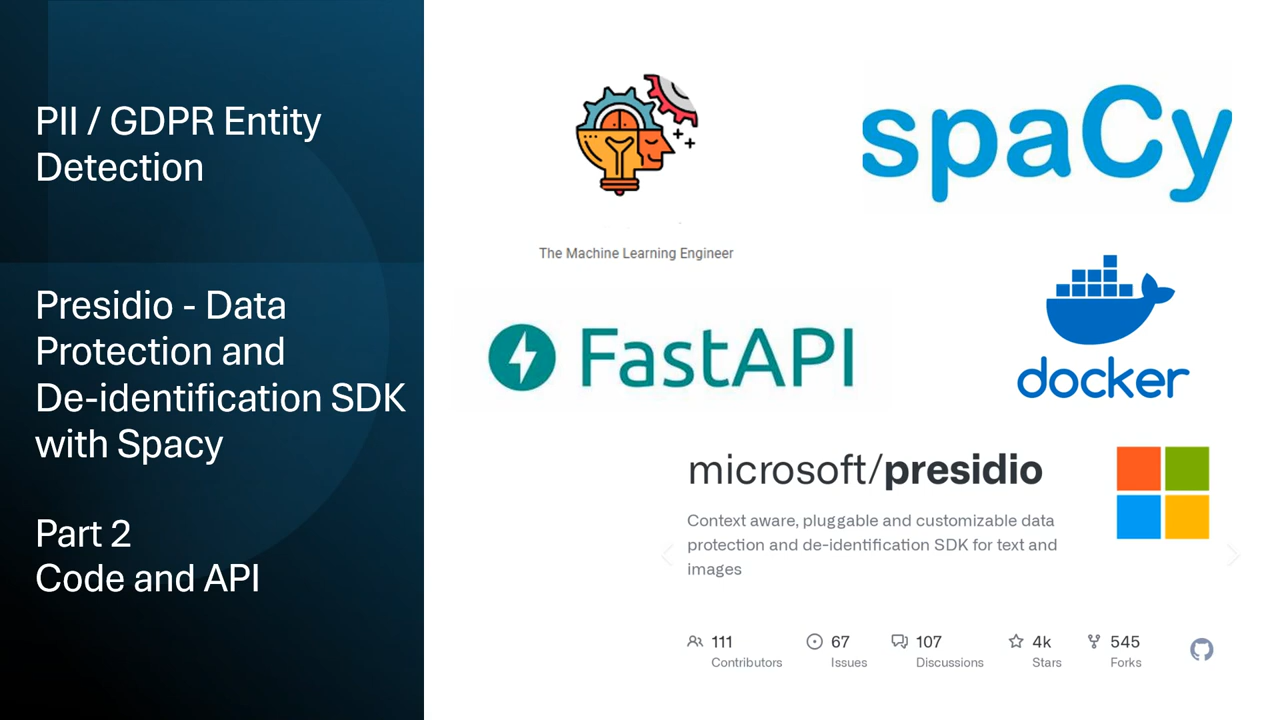 PII / GDPR Entity
Detection
Presidio - Data
Protection and
De-identification SDK
with Spacy
Part 2
Code and API
The Machine Learning Engineer
spaCy
FastAPI
docker
microsoft/presidio
Context aware, pluggable and customizable data
protection and de-identification SDK for text and
images
111
Contributors
67
Issues
107
Discussions
4k
Stars
545
Forks